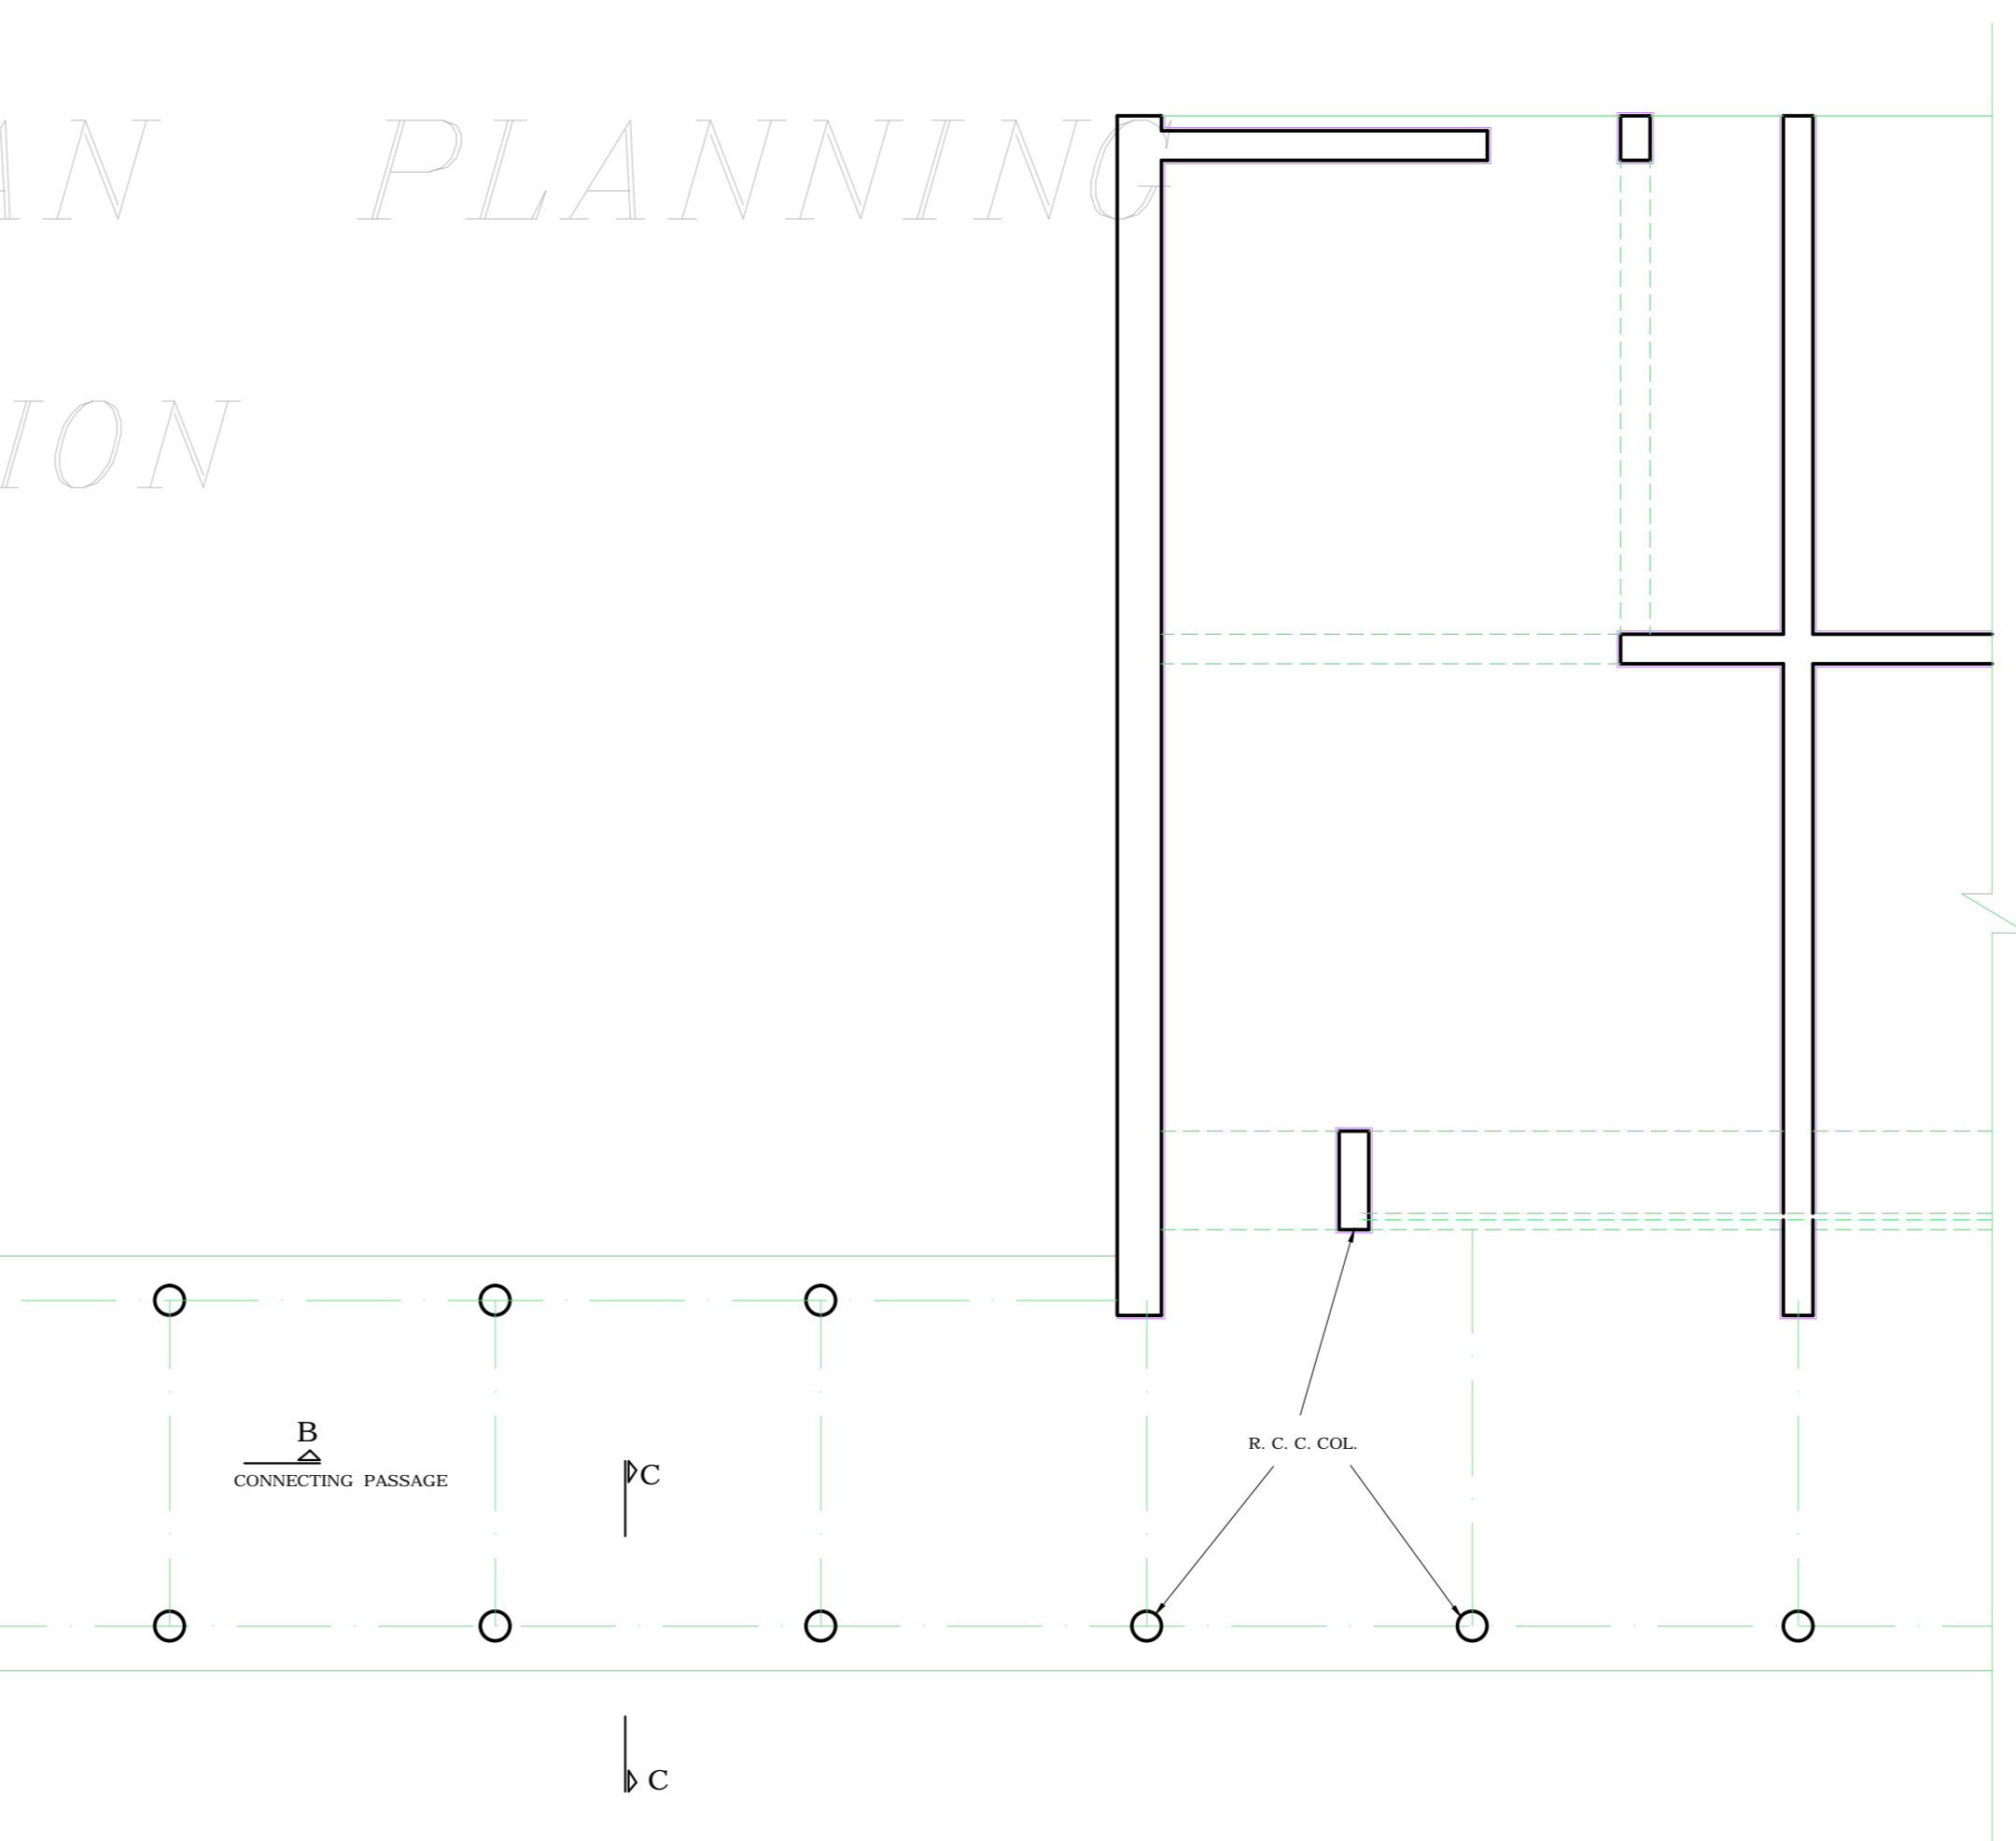 AN PLANNING
ION
B
CONNECTING PASSAGE
C
R. C. C. COL.
C